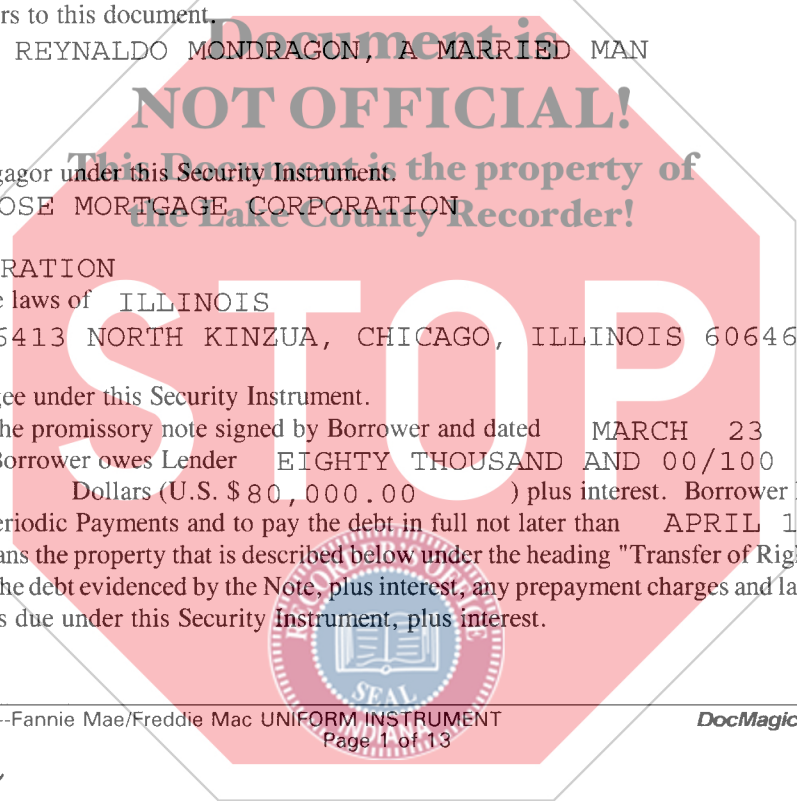 rs to this document.
Document is
REYNALDO MONDRAGON, A MARRIED MAN
NOT OFFICIAL!
This Document is the property of
gagor under this Security Instrument.
the Lake County Recorder!
OSE MORTGAGE CORPORATION
RATION
e laws of ILLINOIS
6413 NORTH KINZUA, CHICAGO, ILLINOIS 60646
STOP
gee under this Security Instrument.
he promissory note signed by Borrower and dated MARCH 23
Borrower owes Lender EIGHTY THOUSAND AND 00/100
Dollars (U.S. $ 80,000.00 ) plus interest. Borrower
eriodic Payments and to pay the debt in full not later than APRIL 1
ans the property that is described below under the heading "Transfer of Righ
he debt evidenced by the Note, plus interest, any prepayment charges and la
s due under this Security Instrument, plus interest.
RECORDER'S OFFICE
SEAL
INDIANA
--Fannie Mae/Freddie Mac UNIFORM INSTRUMENT DocMagic
Page 1 of 13